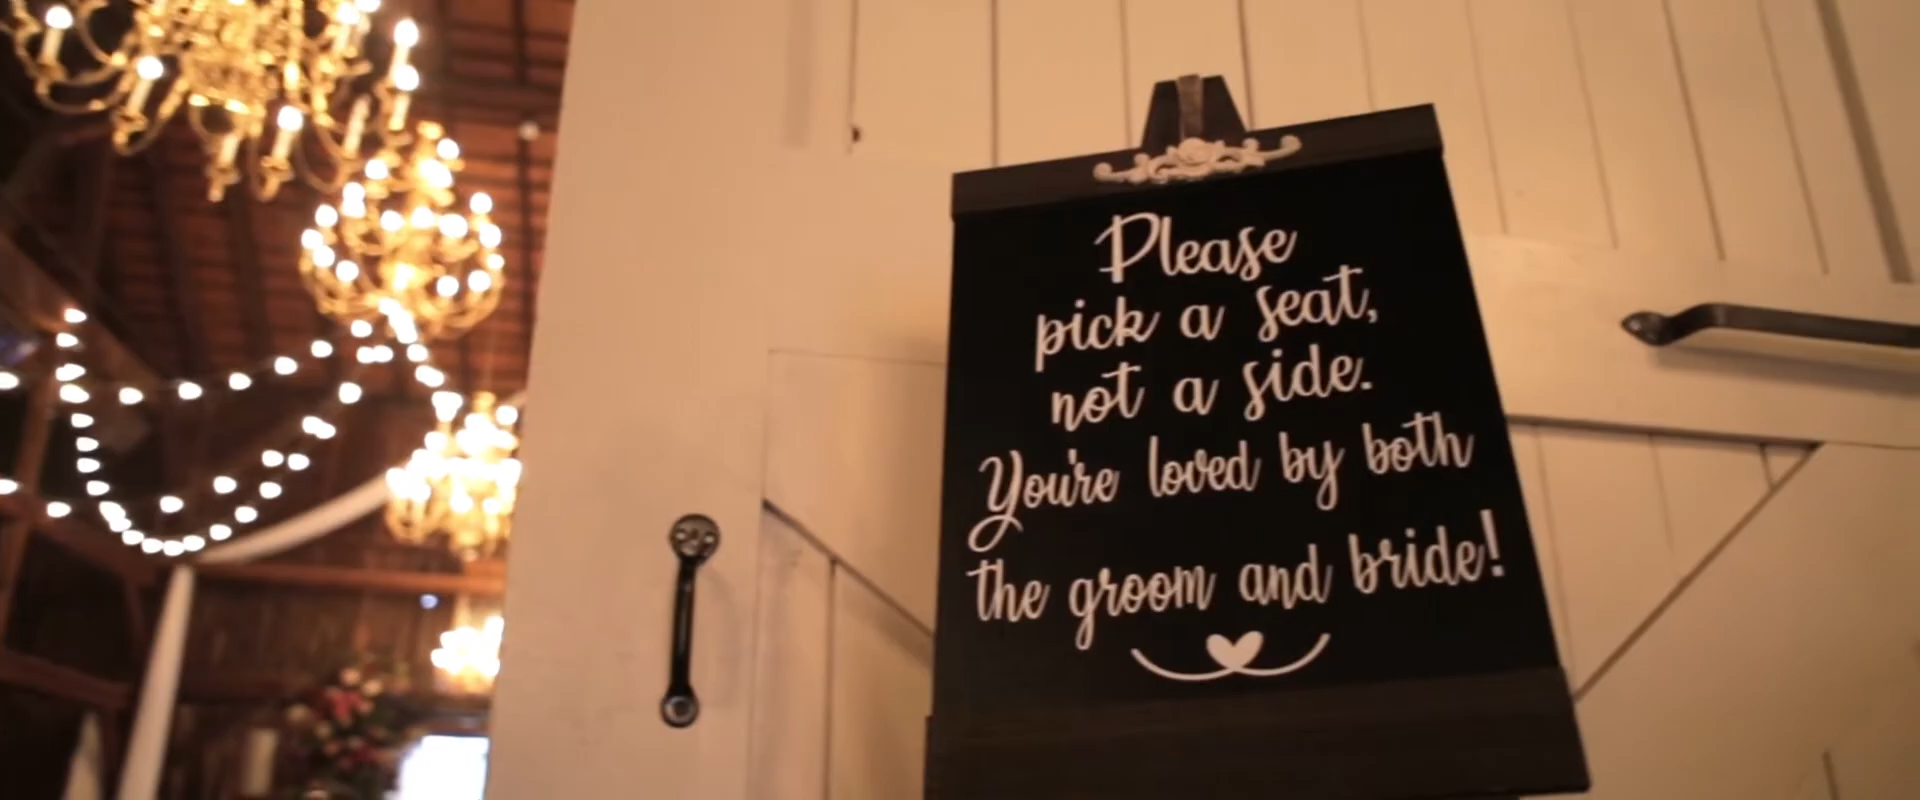 Please
pick a seat,
not a side.
You're loved by both
the groom and bride!